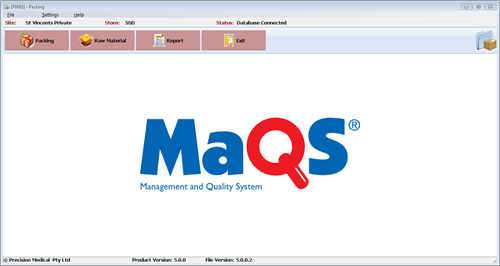 [F0081] - Packing
File Settings Help
Site: St Vincents Private Store: SSD Status: Database Connected
Packing Raw Material Report Exit
MaQS®
Management and Quality System
© Precision Medical Pty Ltd Product Version: 5.0.0 File Version: 5.0.0.2